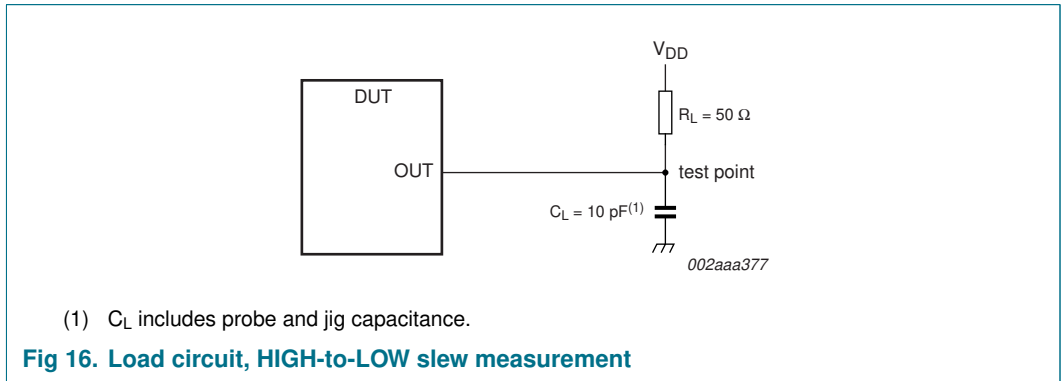 V_DD
DUT
R_L = 50 Ω
OUT
test point
C_L = 10 pF(1)
002aaa377
(1) C_L includes probe and jig capacitance.
Fig 16. Load circuit, HIGH-to-LOW slew measurement